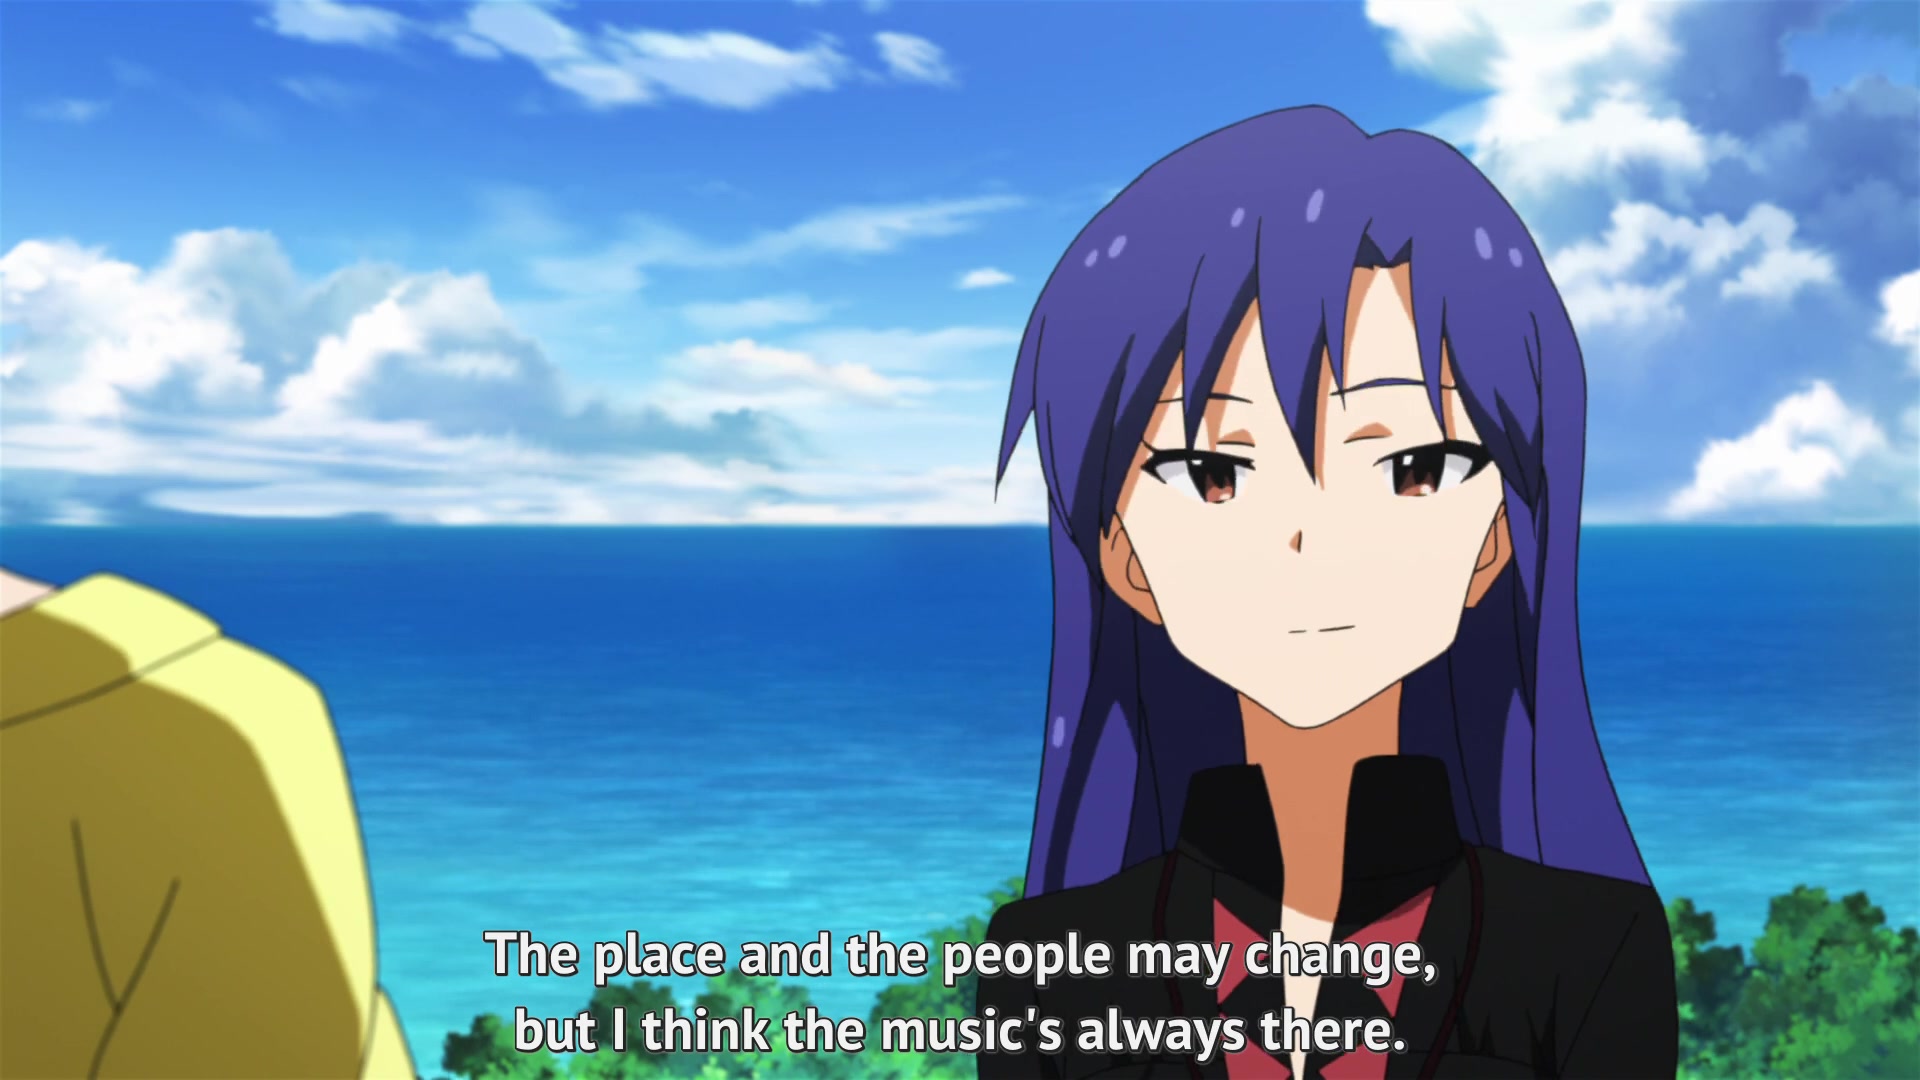 The place and the people may change,
but I think the music's always there.